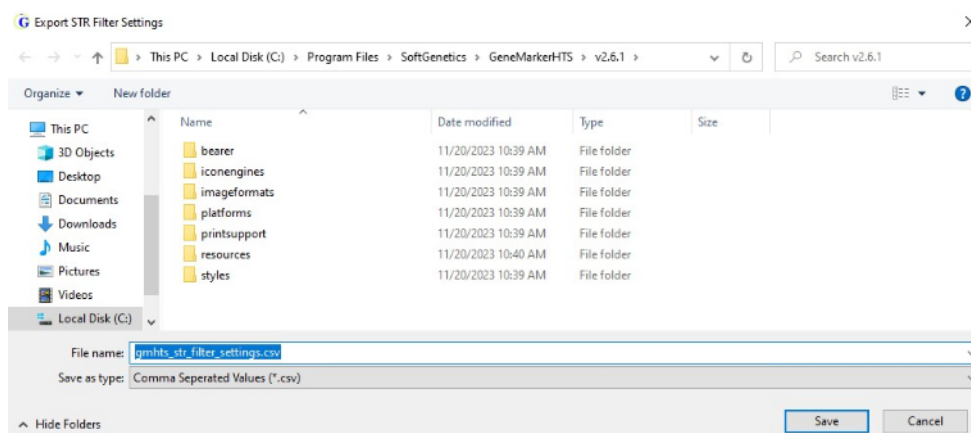 G Export STR Filter Settings
This PC > Local Disk (C:) > Program Files > SoftGenetics > GeneMarkerHTS > v2.6.1 >
Search v2.6.1
Organize
New folder
?
This PC
3D Objects
Desktop
Documents
Downloads
Music
Pictures
Videos
Local Disk (C:)
Name Date modified Type Size
bearer 11/20/2023 10:39 AM File folder
iconengines 11/20/2023 10:39 AM File folder
imageformats 11/20/2023 10:39 AM File folder
platforms 11/20/2023 10:39 AM File folder
printsupport 11/20/2023 10:39 AM File folder
resources 11/20/2023 10:40 AM File folder
styles 11/20/2023 10:39 AM File folder
File name: gmhts_str_filter_settings.csv
Save as type: Comma Seperated Values (*.csv)
Hide Folders
Save
Cancel